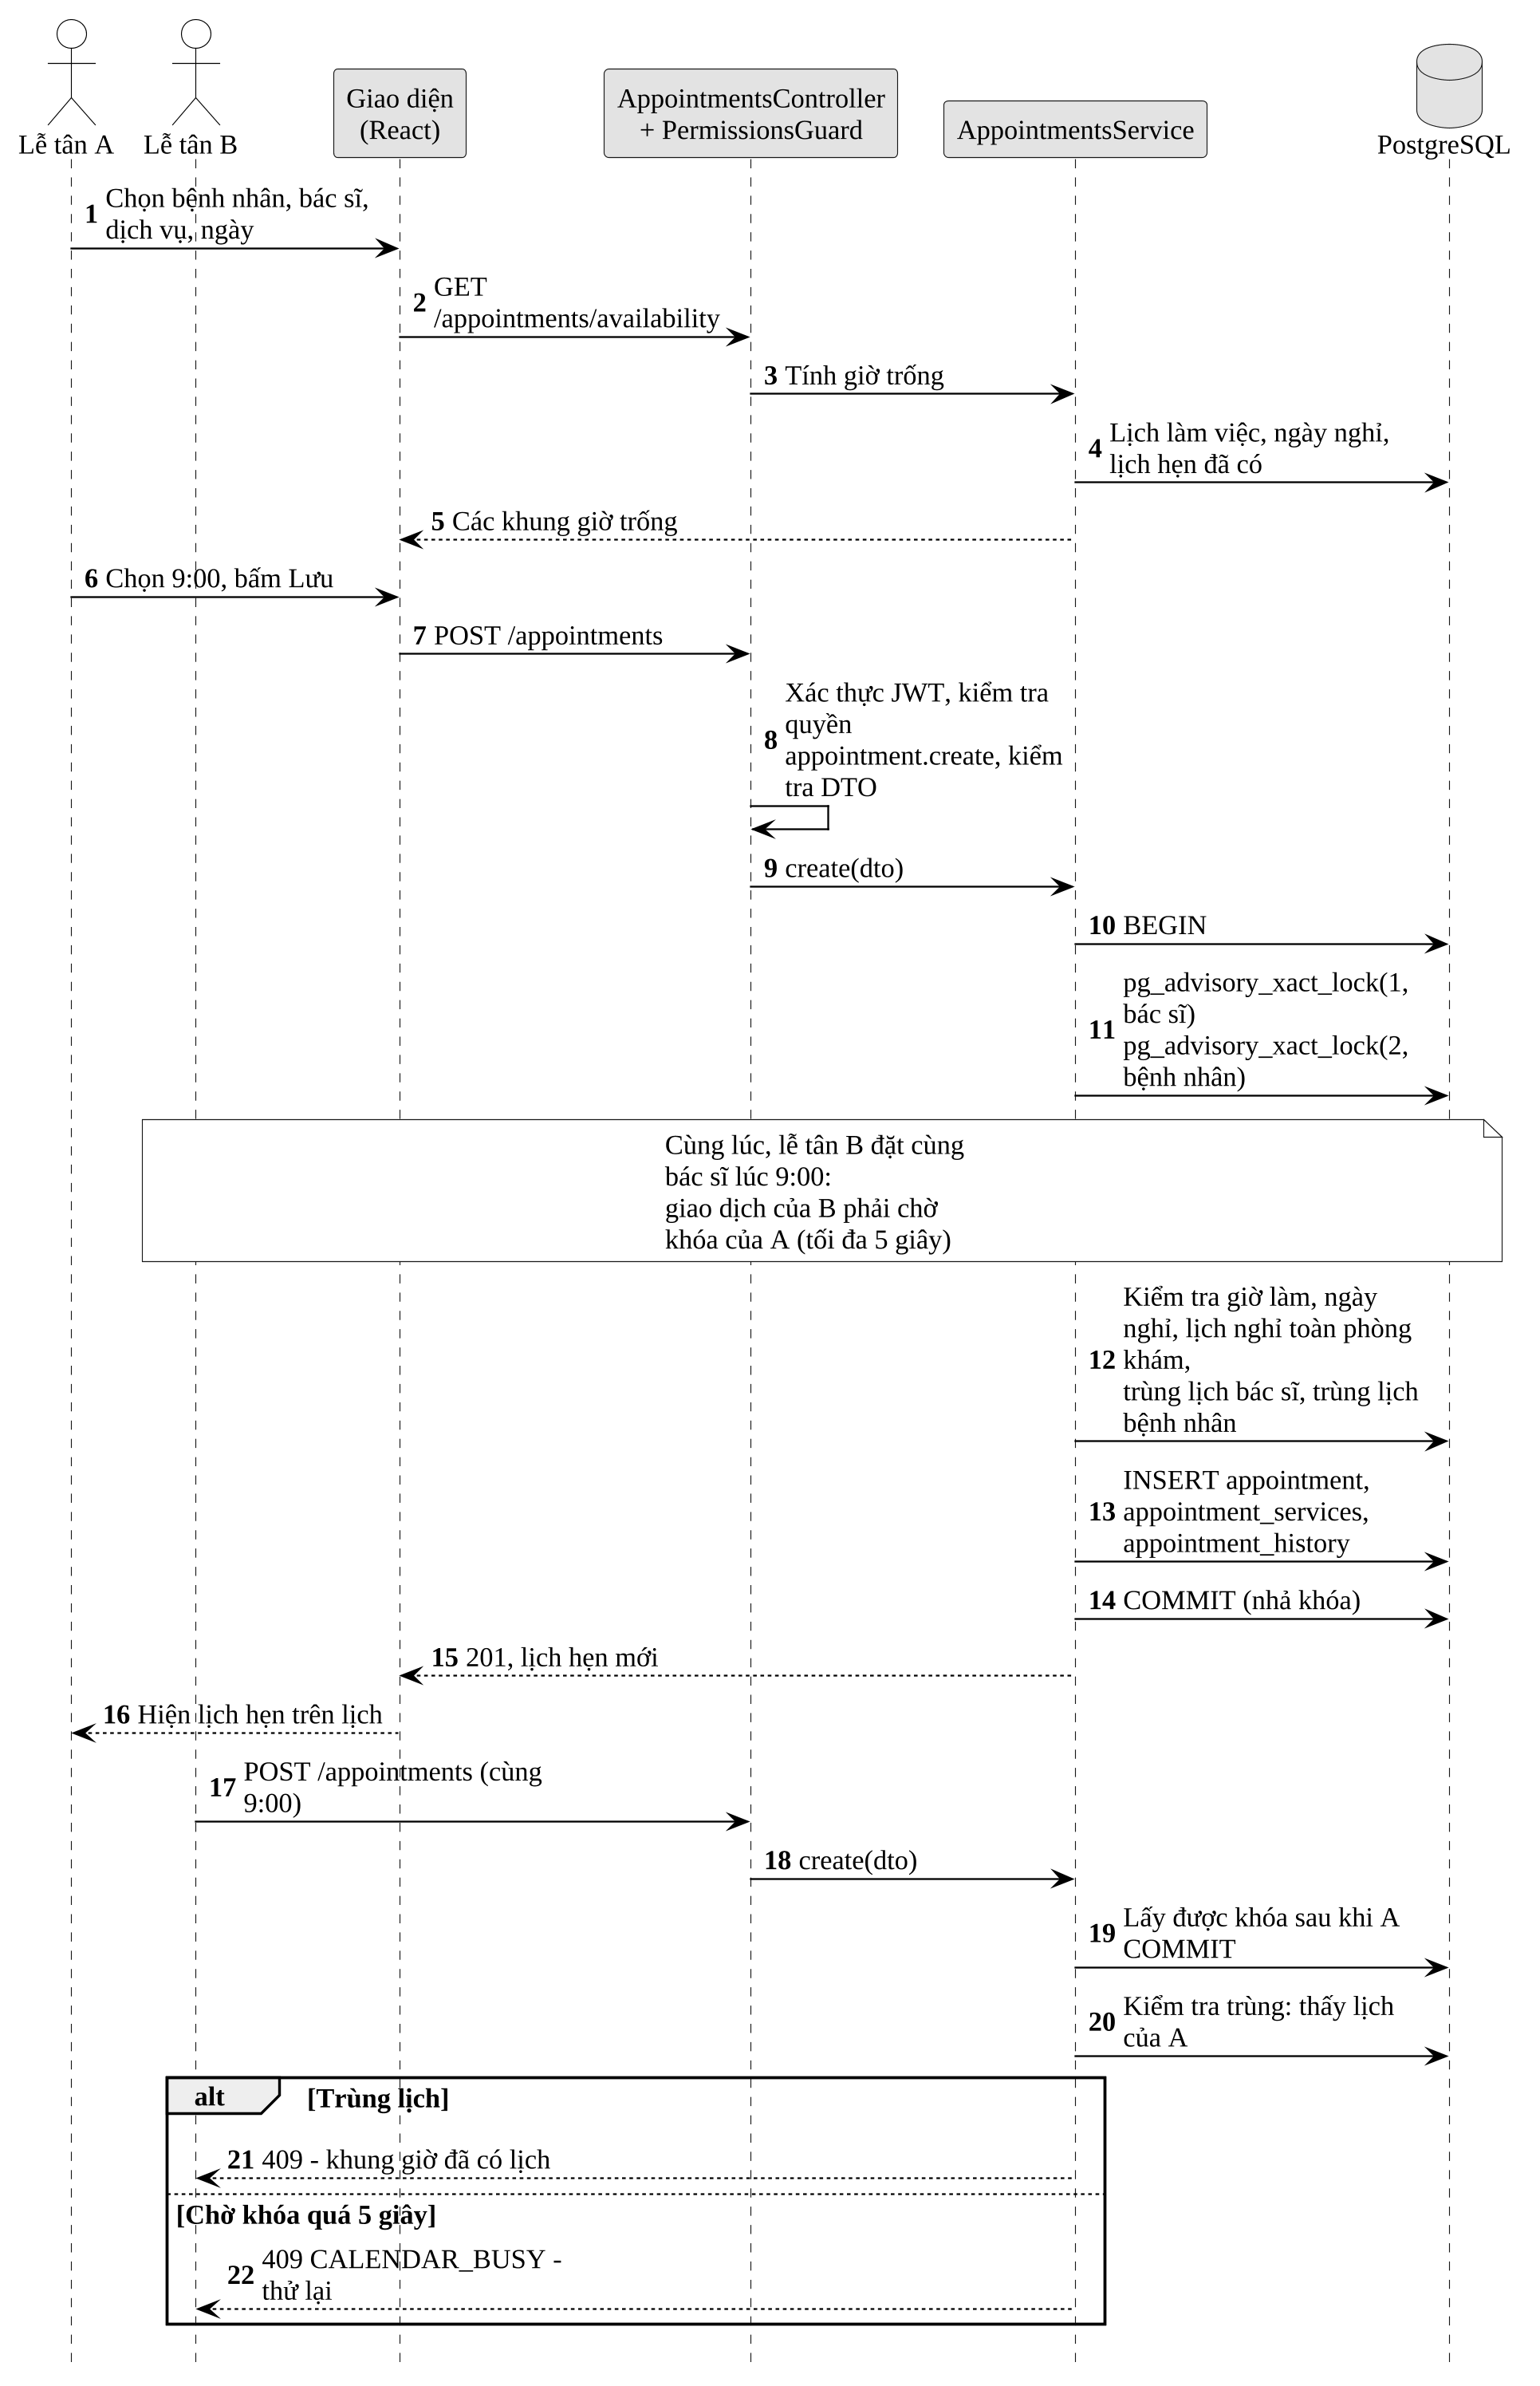 Lễ tân A
Lễ tân B
Giao diện
(React)
AppointmentsController
+ PermissionsGuard
AppointmentsService
PostgreSQL
1 Chọn bệnh nhân, bác sĩ,
dịch vụ, ngày
2 GET
/appointments/availability
3 Tính giờ trống
4 Lịch làm việc, ngày nghỉ,
lịch hẹn đã có
5 Các khung giờ trống
6 Chọn 9:00, bấm Lưu
7 POST /appointments
8 Xác thực JWT, kiểm tra
quyền
appointment.create, kiểm
tra DTO
9 create(dto)
10 BEGIN
11 pg_advisory_xact_lock(1,
bác sĩ)
pg_advisory_xact_lock(2,
bệnh nhân)
Cùng lúc, lễ tân B đặt cùng
bác sĩ lúc 9:00:
giao dịch của B phải chờ
khóa của A (tối đa 5 giây)
12 Kiểm tra giờ làm, ngày
nghỉ, lịch nghỉ toàn phòng
khám,
trùng lịch bác sĩ, trùng lịch
bệnh nhân
13 INSERT appointment,
appointment_services,
appointment_history
14 COMMIT (nhả khóa)
15 201, lịch hẹn mới
16 Hiện lịch hẹn trên lịch
17 POST /appointments (cùng
9:00)
18 create(dto)
19 Lấy được khóa sau khi A
COMMIT
20 Kiểm tra trùng: thấy lịch
của A
alt [Trùng lịch]
21 409 - khung giờ đã có lịch
[Chờ khóa quá 5 giây]
22 409 CALENDAR_BUSY -
thử lại